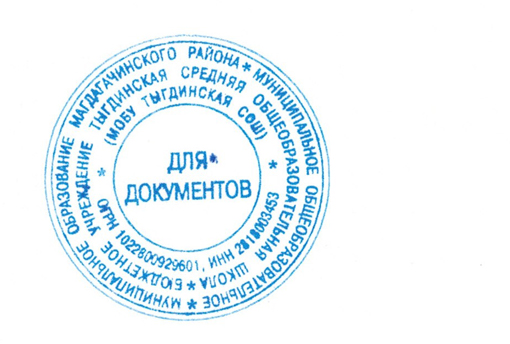 МУНИЦИПАЛЬНОЕ ОБРАЗОВАНИЕ МАГДАГАЧИНСКОГО РАЙОНА * МУНИЦИПАЛЬНОЕ ОБЩЕОБРАЗОВАТЕЛЬНОЕ *
БЮДЖЕТНОЕ УЧРЕЖДЕНИЕ ТЫГДИНСКАЯ СРЕДНЯЯ ОБЩЕОБРАЗОВАТЕЛЬНАЯ ШКОЛА *
(МОБУ ТЫГДИНСКАЯ СОШ)
* ОГРН 1022800929601, ИНН 2818003453 *
ДЛЯ
ДОКУМЕНТОВ